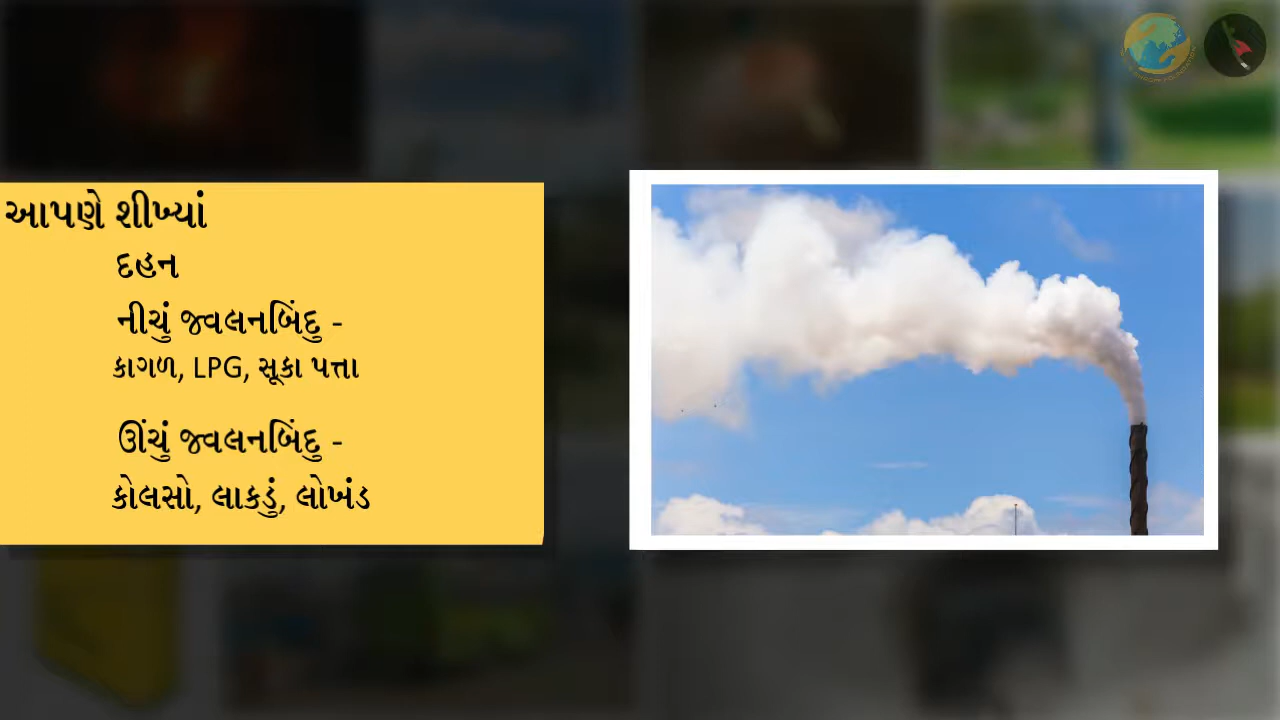 આપણે શીખ્યાં
દહન
નીચું જ્વલનબિંદુ -
કાગળ, LPG, સૂકા પત્તા
ઊંચું જ્વલનબિંદુ -
કોલસો, લાકડું, લોખંડ